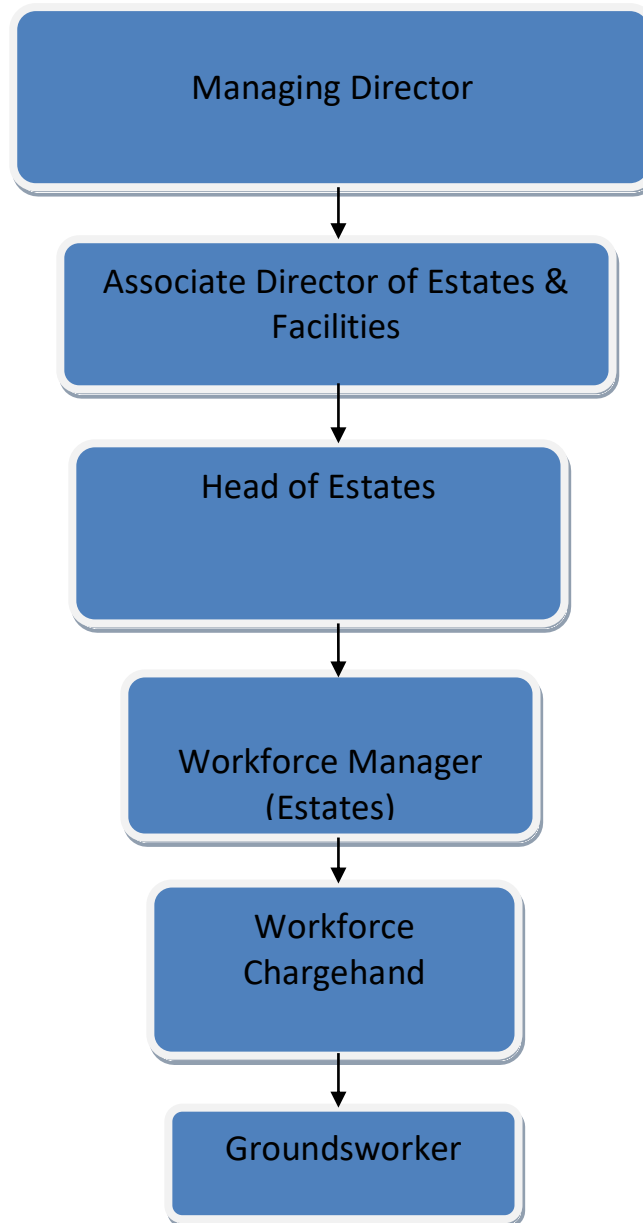 Managing Director
Associate Director of Estates &
Facilities
Head of Estates
Workforce Manager
(Estates)
Workforce
Chargehand
Groundsworker